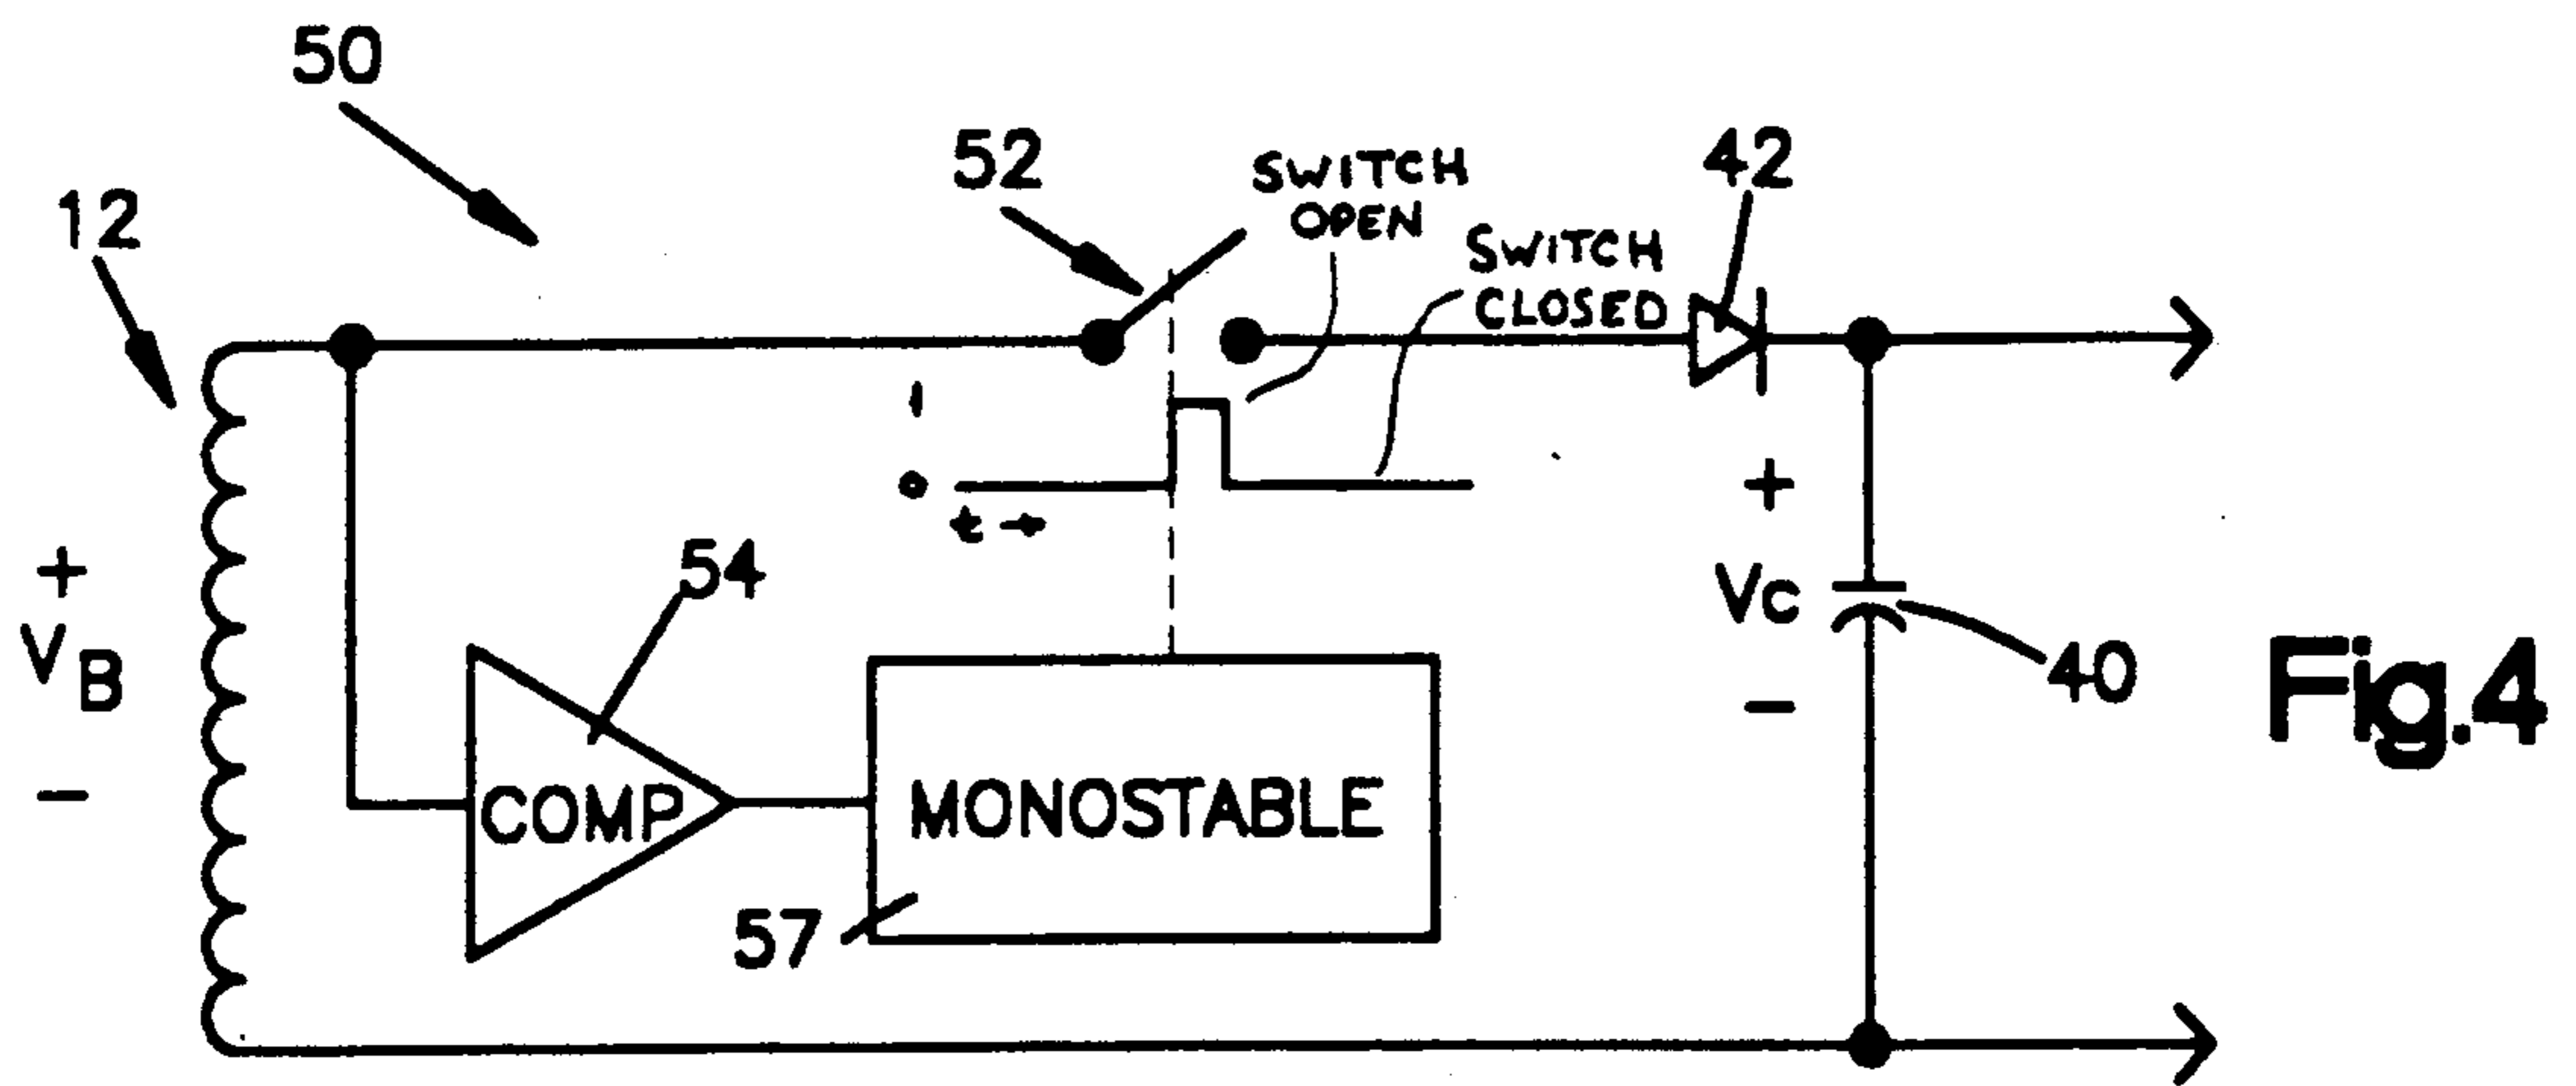 50
52
SWITCH
OPEN
42
12
SWITCH
CLOSED
1
0
t→
+
+
54
VB
Vc
40
Fig.4
-
-
COMP
MONOSTABLE
57